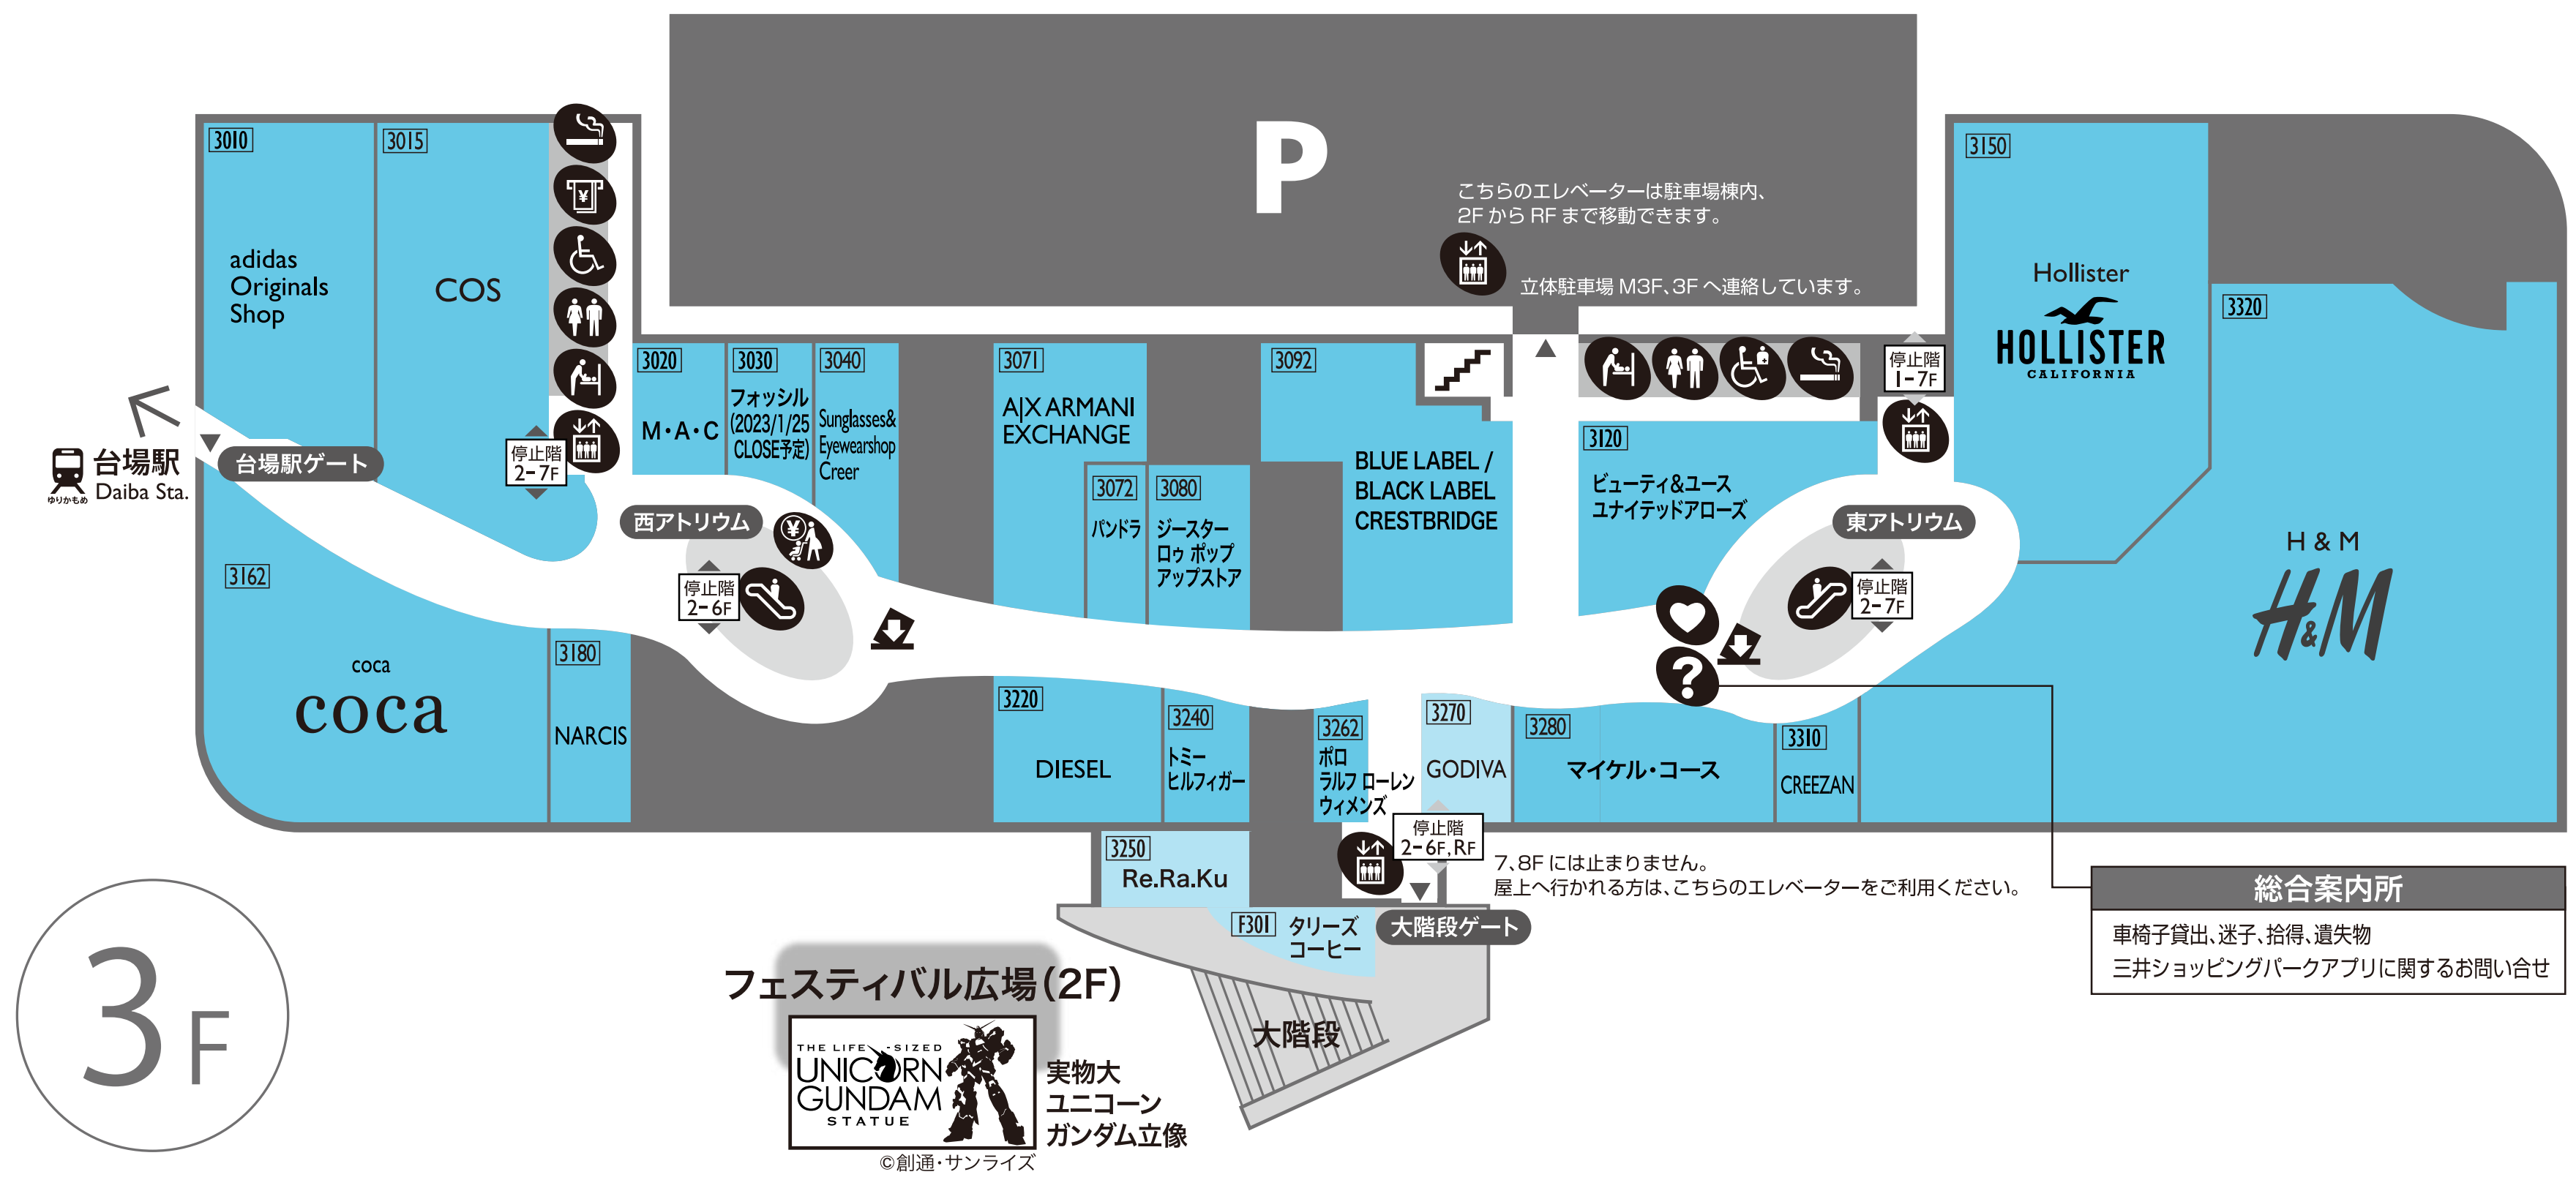 P
こちらのエレベーターは駐車場棟内、
2FからRFまで移動できます。
立体駐車場M3F、3Fへ連絡しています。
3010
adidas
Originals
Shop
3015
COS
¥
停止階
2-7F
台場駅
Daiba Sta.
ゆりかもめ
台場駅ゲート
3020
M・A・C
3030
フォッシル
(2023/1/25
CLOSE予定)
3040
Sunglasses&
Eyewearshop
Creer
3071
A|X ARMANI
EXCHANGE
3072
パンドラ
3080
ジースター
ロゥ ポップ
アップストア
3092
BLUE LABEL /
BLACK LABEL
CRESTBRIDGE
3120
ビューティ&ユース
ユナイテッドアローズ
停止階
1-7F
3150
Hollister
HOLLISTER
CALIFORNIA
3320
H & M
H&M
西アトリウム
¥
停止階
2-6F
東アトリウム
停止階
2-7F
?
3162
coca
coca
3180
NARCIS
3220
DIESEL
3240
トミー
ヒルフィガー
3262
ポロ
ラルフ ローレン
ウィメンズ
3270
GODIVA
3280
マイケル・コース
3310
CREEZAN
停止階
2-6F,RF
7、8Fには止まりません。
屋上へ行かれる方は、こちらのエレベーターをご利用ください。
3250
Re.Ra.Ku
F301
タリーズ
コーヒー
大階段ゲート
大階段
総合案内所
車椅子貸出、迷子、拾得、遺失物
三井ショッピングパークアプリに関するお問い合せ
フェスティバル広場(2F)
THE LIFE-SIZED
UNICORN
GUNDAM
STATUE
実物大
ユニコーン
ガンダム立像
©創通・サンライズ
3F